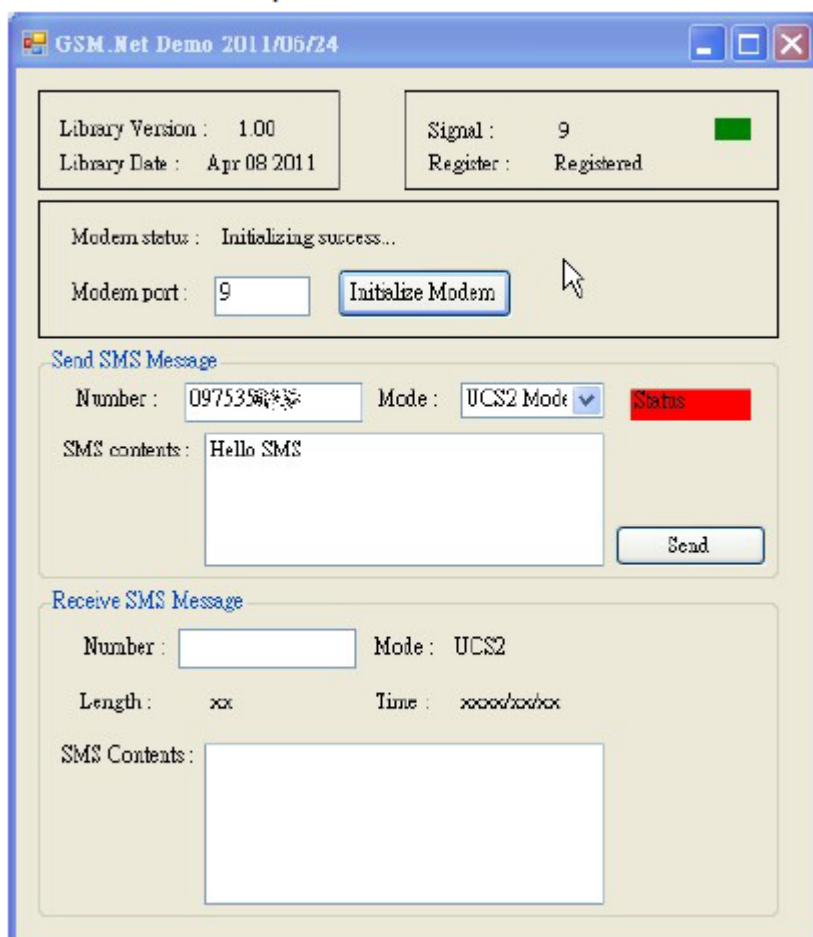 GSM.Net Demo 2011/06/24
Library Version : 1.00
Library Date : Apr 08 2011
Signal : 9
Register : Registered
Modem status : Initializing success...
Modem port : 9 Initialize Modem
Send SMS Message
Number : Mode : UCS2 Mode Status
SMS contents : Hello SMS
Send
Receive SMS Message
Number : Mode : UCS2
Length : xx Time : xxxx/xx/xx
SMS Contents :